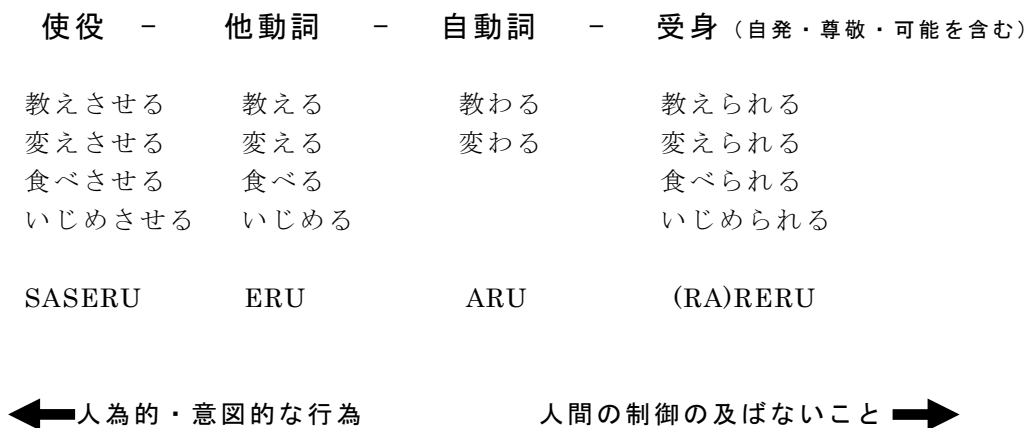 使役 － 他動詞 － 自動詞 － 受身（自発・尊敬・可能を含む）
教えさせる 教える 教わる 教えられる
変えさせる 変える 変わる 変えられる
食べさせる 食べる 食べられる
いじめさせる いじめる いじめられる
SASERU ERU ARU (RA)RERU
人為的・意図的な行為 人間の制御の及ばないこと